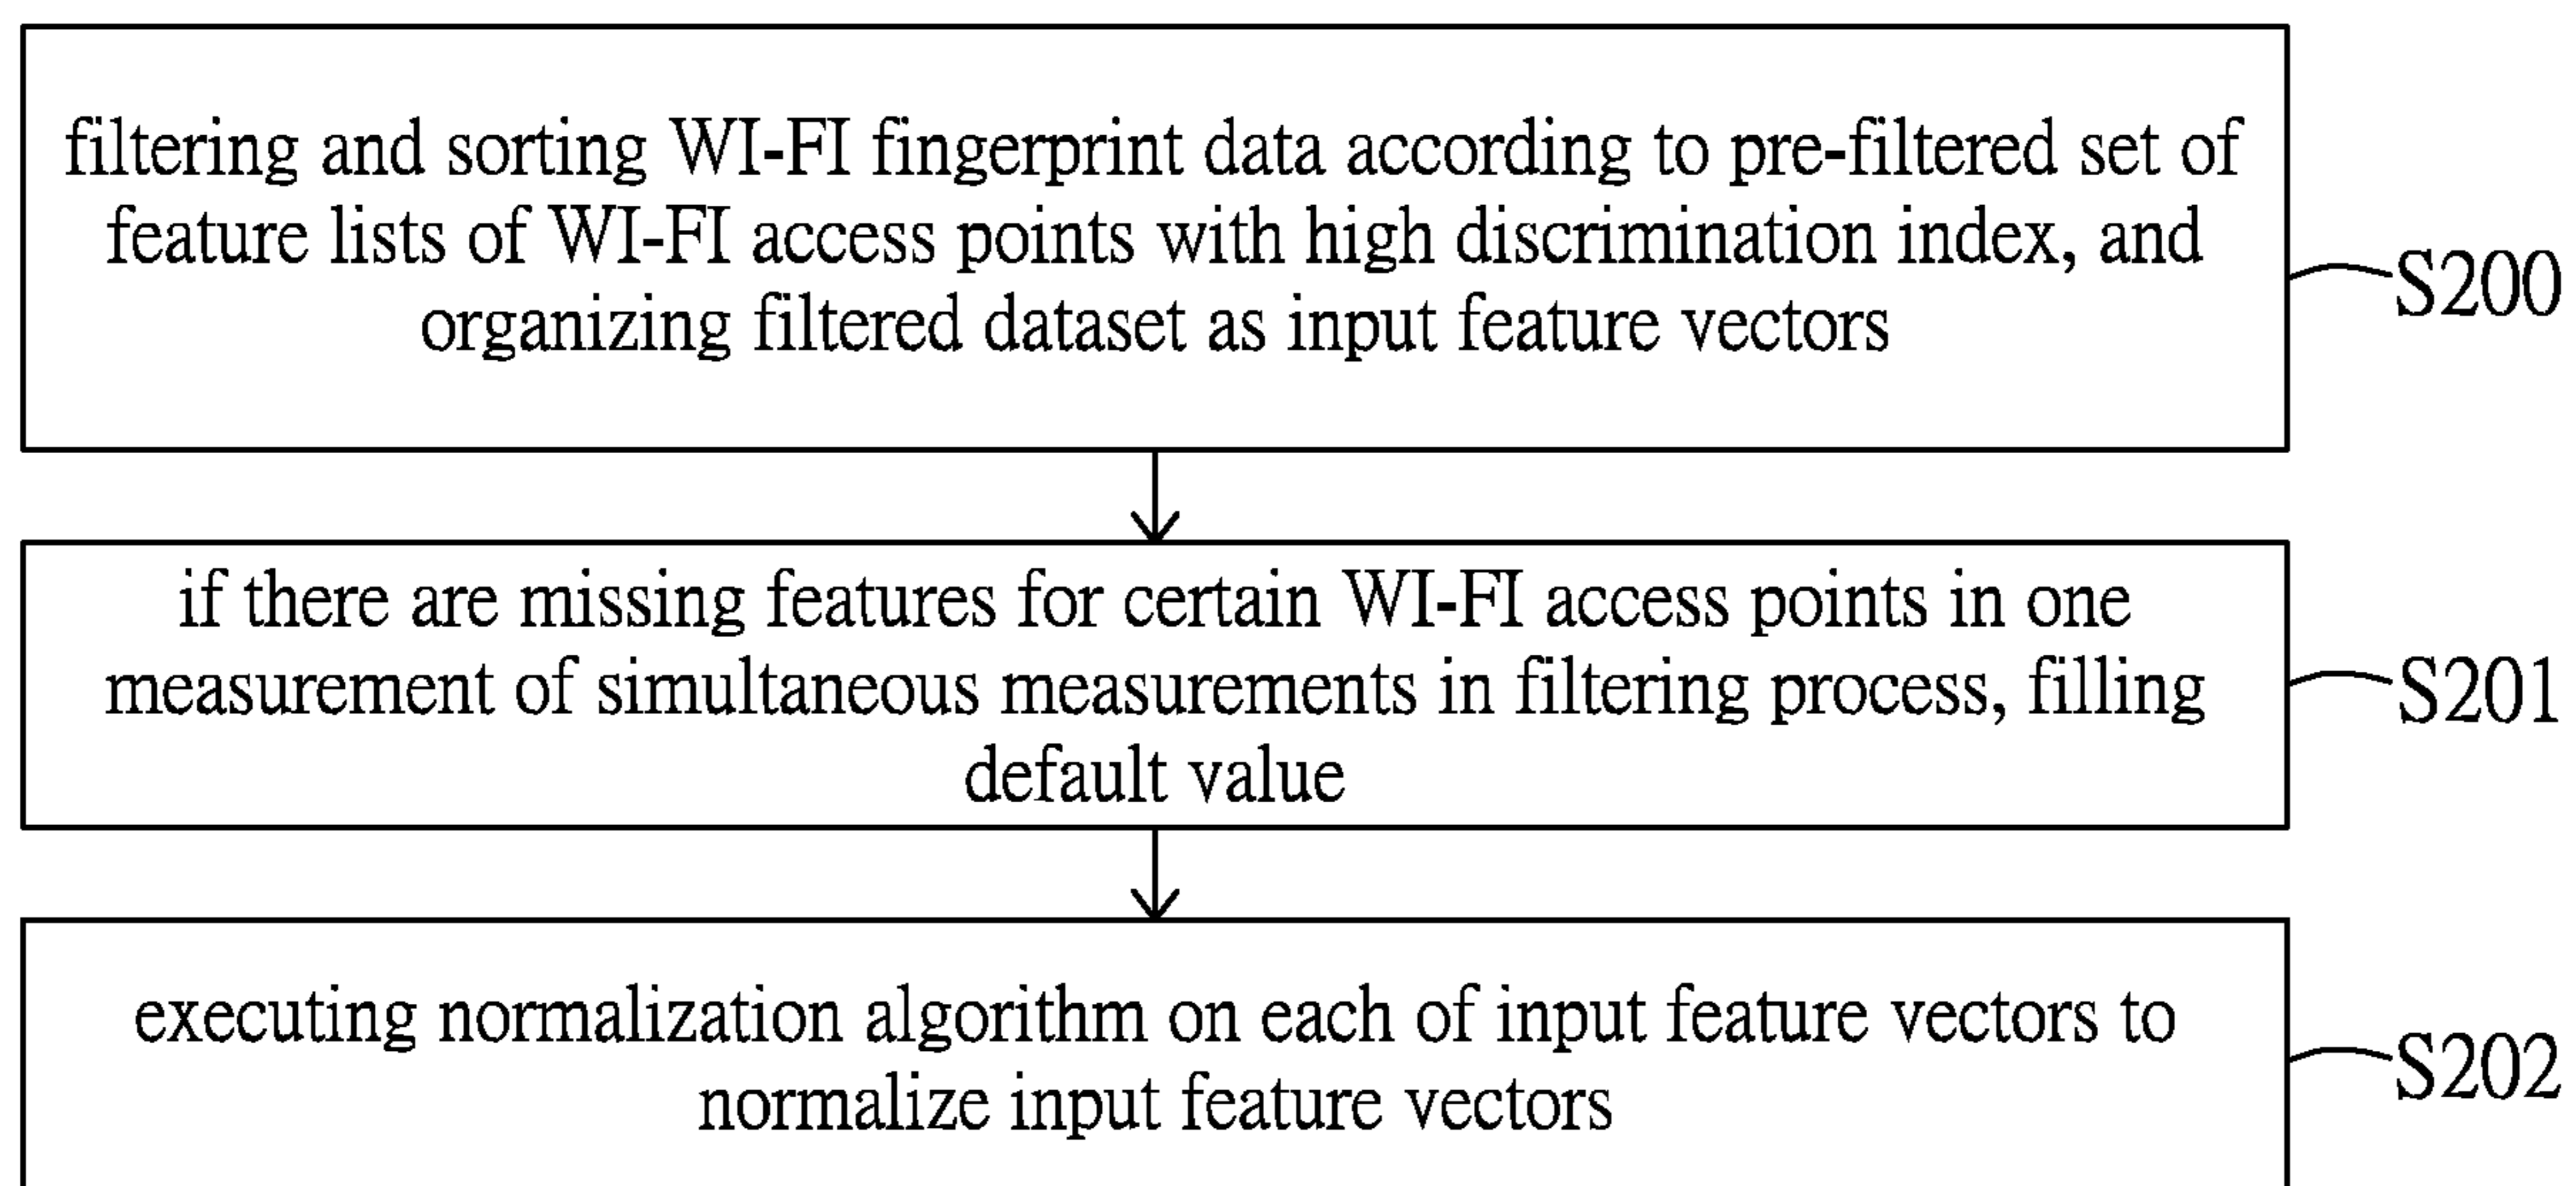 filtering and sorting WI-FI fingerprint data according to pre-filtered set of
feature lists of WI-FI access points with high discrimination index, and
organizing filtered dataset as input feature vectors
S200
if there are missing features for certain WI-FI access points in one
measurement of simultaneous measurements in filtering process, filling
default value
S201
executing normalization algorithm on each of input feature vectors to
normalize input feature vectors
S202